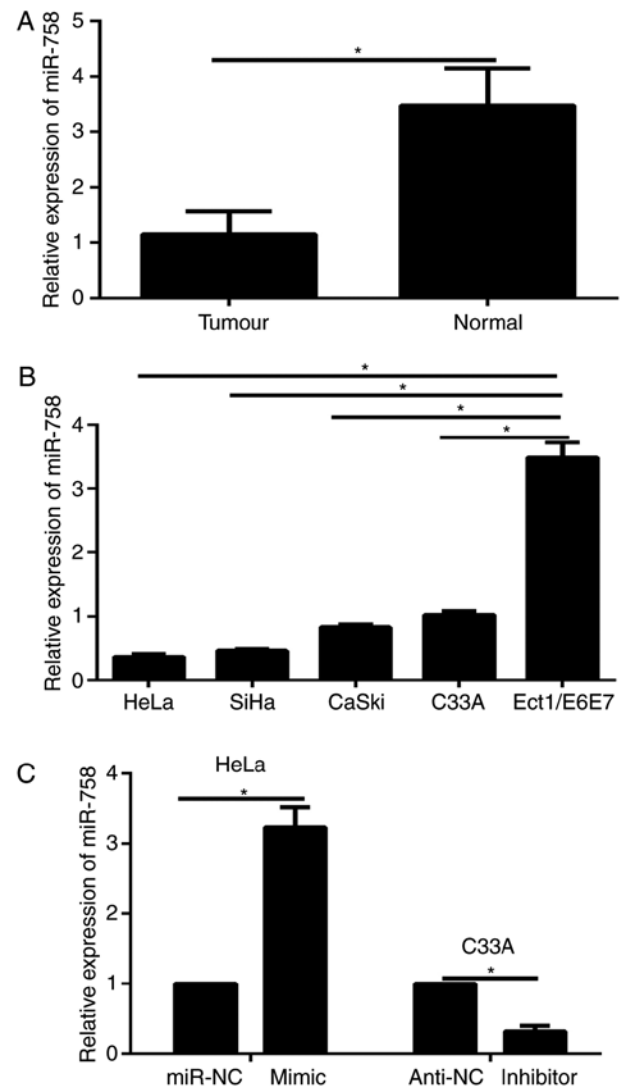 A
Relative expression of miR-758
5
4
3
2
1
0
*
Tumour Normal
B
Relative expression of miR-758
4
3
2
1
0
*
*
*
*
HeLa SiHa CaSki C33A Ect1/E6E7
C
Relative expression of miR-758
4
3
2
1
0
HeLa
*
C33A
*
miR-NC Mimic Anti-NC Inhibitor